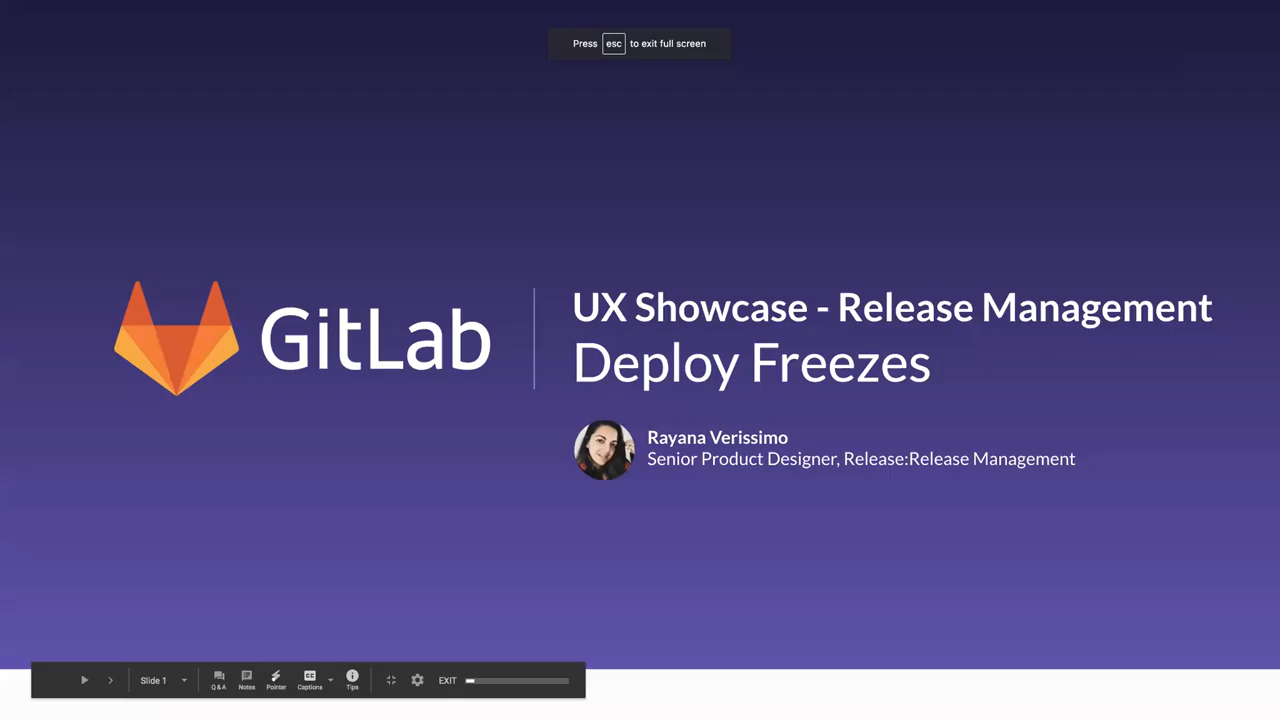 Press esc to exit full screen
GitLab
UX Showcase - Release Management
Deploy Freezes
Rayana Verissimo
Senior Product Designer, Release:Release Management
Slide 1
Q & A
Notes
Pointer
Captions
Tips
EXIT